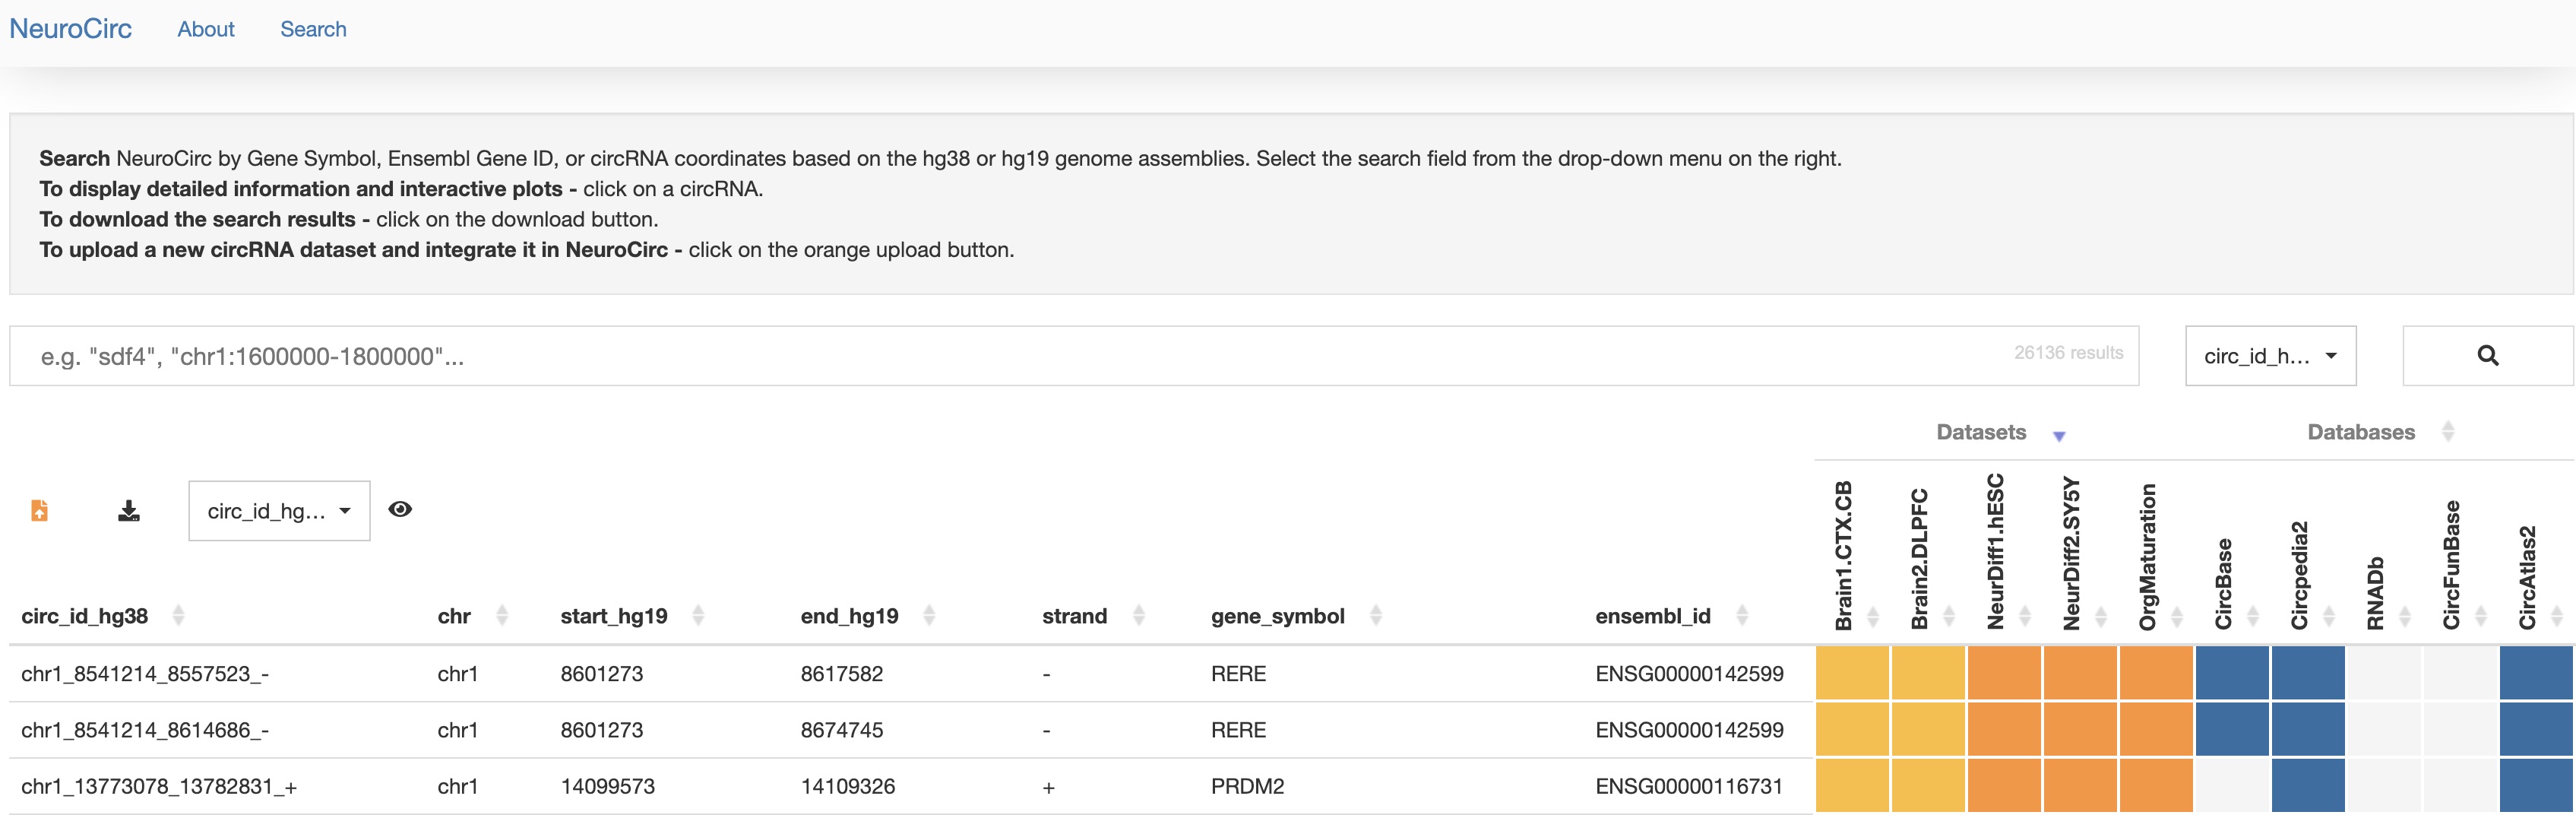 NeuroCirc About Search
Search NeuroCirc by Gene Symbol, Ensembl Gene ID, or circRNA coordinates based on the hg38 or hg19 genome assemblies. Select the search field from the drop-down menu on the right.
To display detailed information and interactive plots - click on a circRNA.
To download the search results - click on the download button.
To upload a new circRNA dataset and integrate it in NeuroCirc - click on the orange upload button.
e.g. "sdf4", "chr1:1600000-1800000"... 26136 results circ_id_h...
Datasets Databases
circ_id_hg...
circ_id_hg38 chr start_hg19 end_hg19 strand gene_symbol ensembl_id Brain1.CTX.CB Brain2.DLPFC NeurDiff1.hESC NeurDiff2.SY5Y OrgMaturation CircBase Circpedia2 RNADb CircFunBase CircAtlas2
chr1_8541214_8557523_- chr1 8601273 8617582 - RERE ENSG00000142599
chr1_8541214_8614686_- chr1 8601273 8674745 - RERE ENSG00000142599
chr1_13773078_13782831_+ chr1 14099573 14109326 + PRDM2 ENSG00000116731